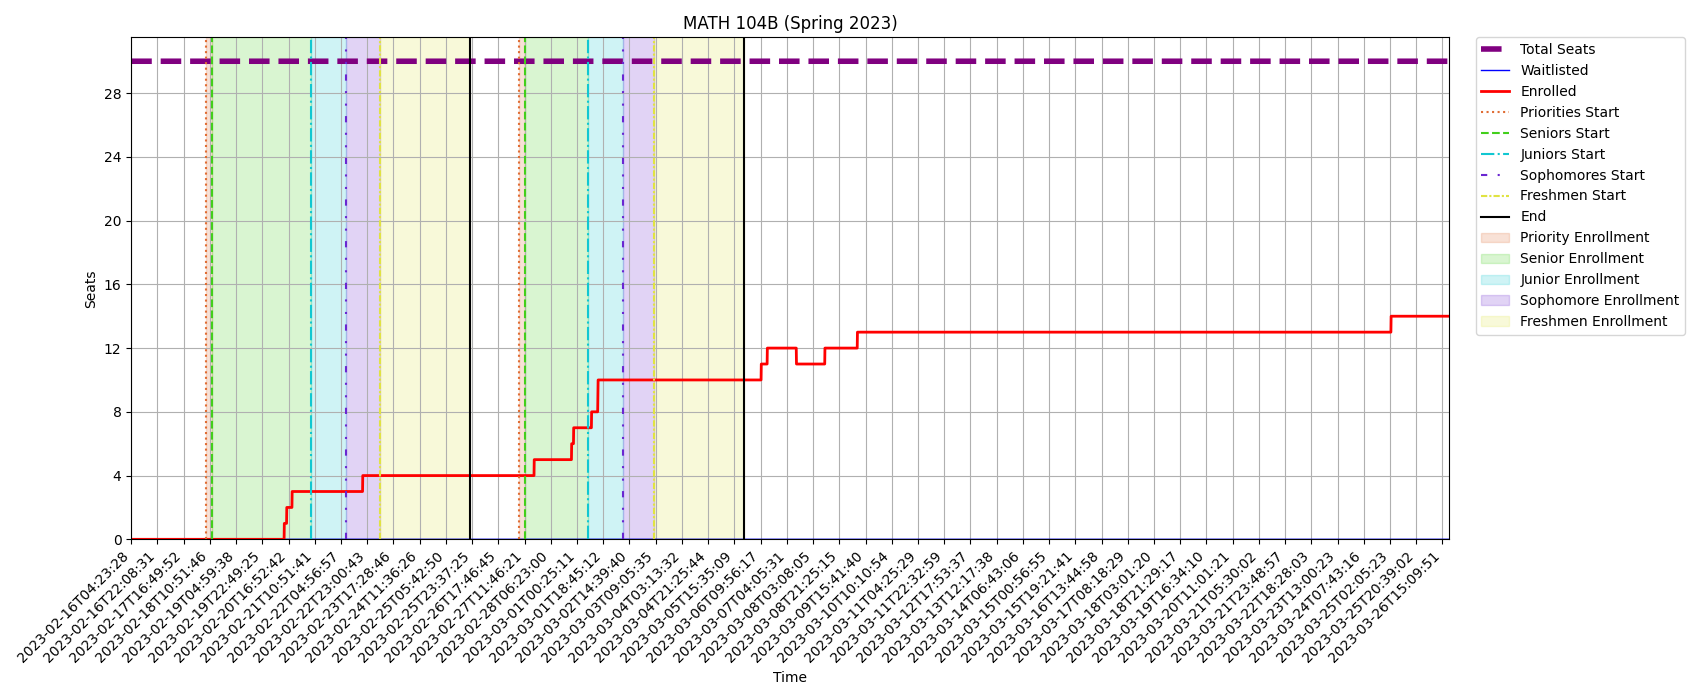 MATH 104B (Spring 2023)
Total Seats
Waitlisted
Enrolled
Priorities Start
Seniors Start
Juniors Start
Sophomores Start
Freshmen Start
End
Priority Enrollment
Senior Enrollment
Junior Enrollment
Sophomore Enrollment
Freshmen Enrollment
Seats
28
24
20
16
12
8
4
0
2023-02-16T04:23:28
2023-02-16T22:08:31
2023-02-17T16:49:52
2023-02-18T10:51:46
2023-02-19T04:59:38
2023-02-19T22:49:25
2023-02-20T16:52:42
2023-02-21T10:51:41
2023-02-22T04:56:57
2023-02-22T23:00:43
2023-02-23T17:28:46
2023-02-24T11:36:26
2023-02-25T05:42:50
2023-02-25T23:37:25
2023-02-26T17:46:45
2023-02-27T11:46:21
2023-02-28T06:23:00
2023-03-01T00:25:11
2023-03-01T18:45:12
2023-03-02T14:39:40
2023-03-03T09:05:35
2023-03-04T03:13:32
2023-03-04T21:25:44
2023-03-05T15:35:09
2023-03-06T09:56:17
2023-03-07T04:05:31
2023-03-08T03:08:05
2023-03-08T21:25:15
2023-03-09T15:41:40
2023-03-10T10:10:54
2023-03-11T04:25:29
2023-03-11T22:32:59
2023-03-12T17:53:37
2023-03-13T12:17:38
2023-03-14T06:43:06
2023-03-15T00:56:55
2023-03-15T19:21:41
2023-03-16T13:44:58
2023-03-17T08:18:29
2023-03-18T03:01:20
2023-03-18T21:29:17
2023-03-19T16:34:10
2023-03-20T11:01:21
2023-03-21T05:30:02
2023-03-21T23:48:57
2023-03-22T18:28:03
2023-03-23T13:00:23
2023-03-24T07:43:16
2023-03-25T02:05:23
2023-03-25T20:39:02
2023-03-26T15:09:51
Time